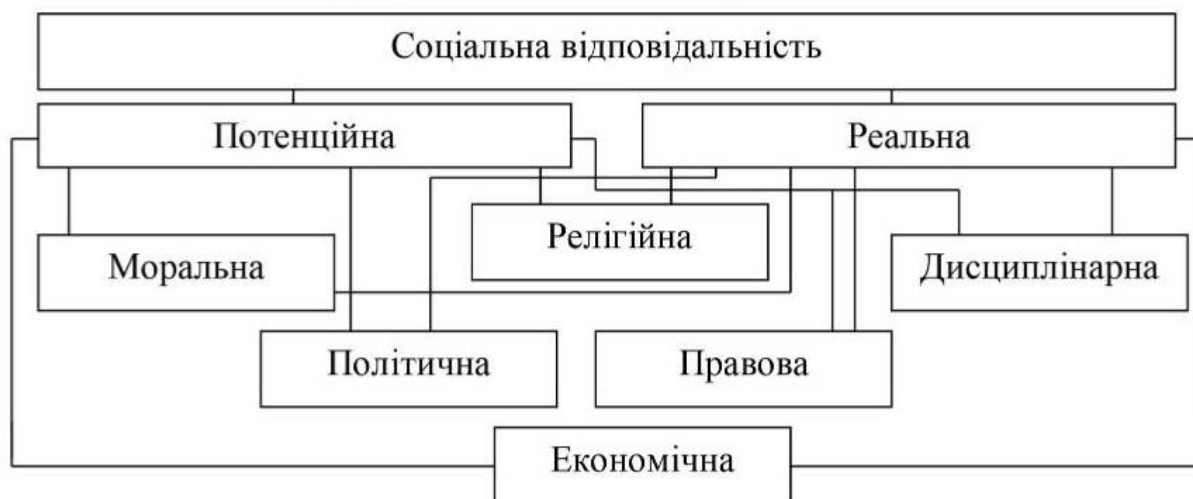 Соціальна відповідальність
Потенційна
Реальна
Релігійна
Моральна
Дисциплінарна
Політична
Правова
Економічна